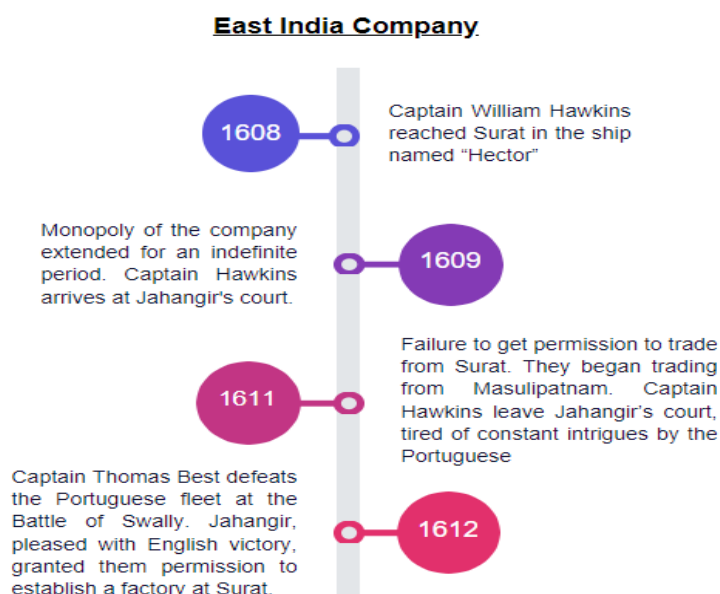 East India Company
1608
Captain William Hawkins
reached Surat in the ship
named “Hector”
Monopoly of the company
extended for an indefinite
period. Captain Hawkins
arrives at Jahangir's court.
1609
1611
Failure to get permission to trade
from Surat. They began trading
from Masulipatnam. Captain
Hawkins leave Jahangir’s court,
tired of constant intrigues by the
Portuguese
Captain Thomas Best defeats
the Portuguese fleet at the
Battle of Swally. Jahangir,
pleased with English victory,
granted them permission to
establish a factory at Surat.
1612